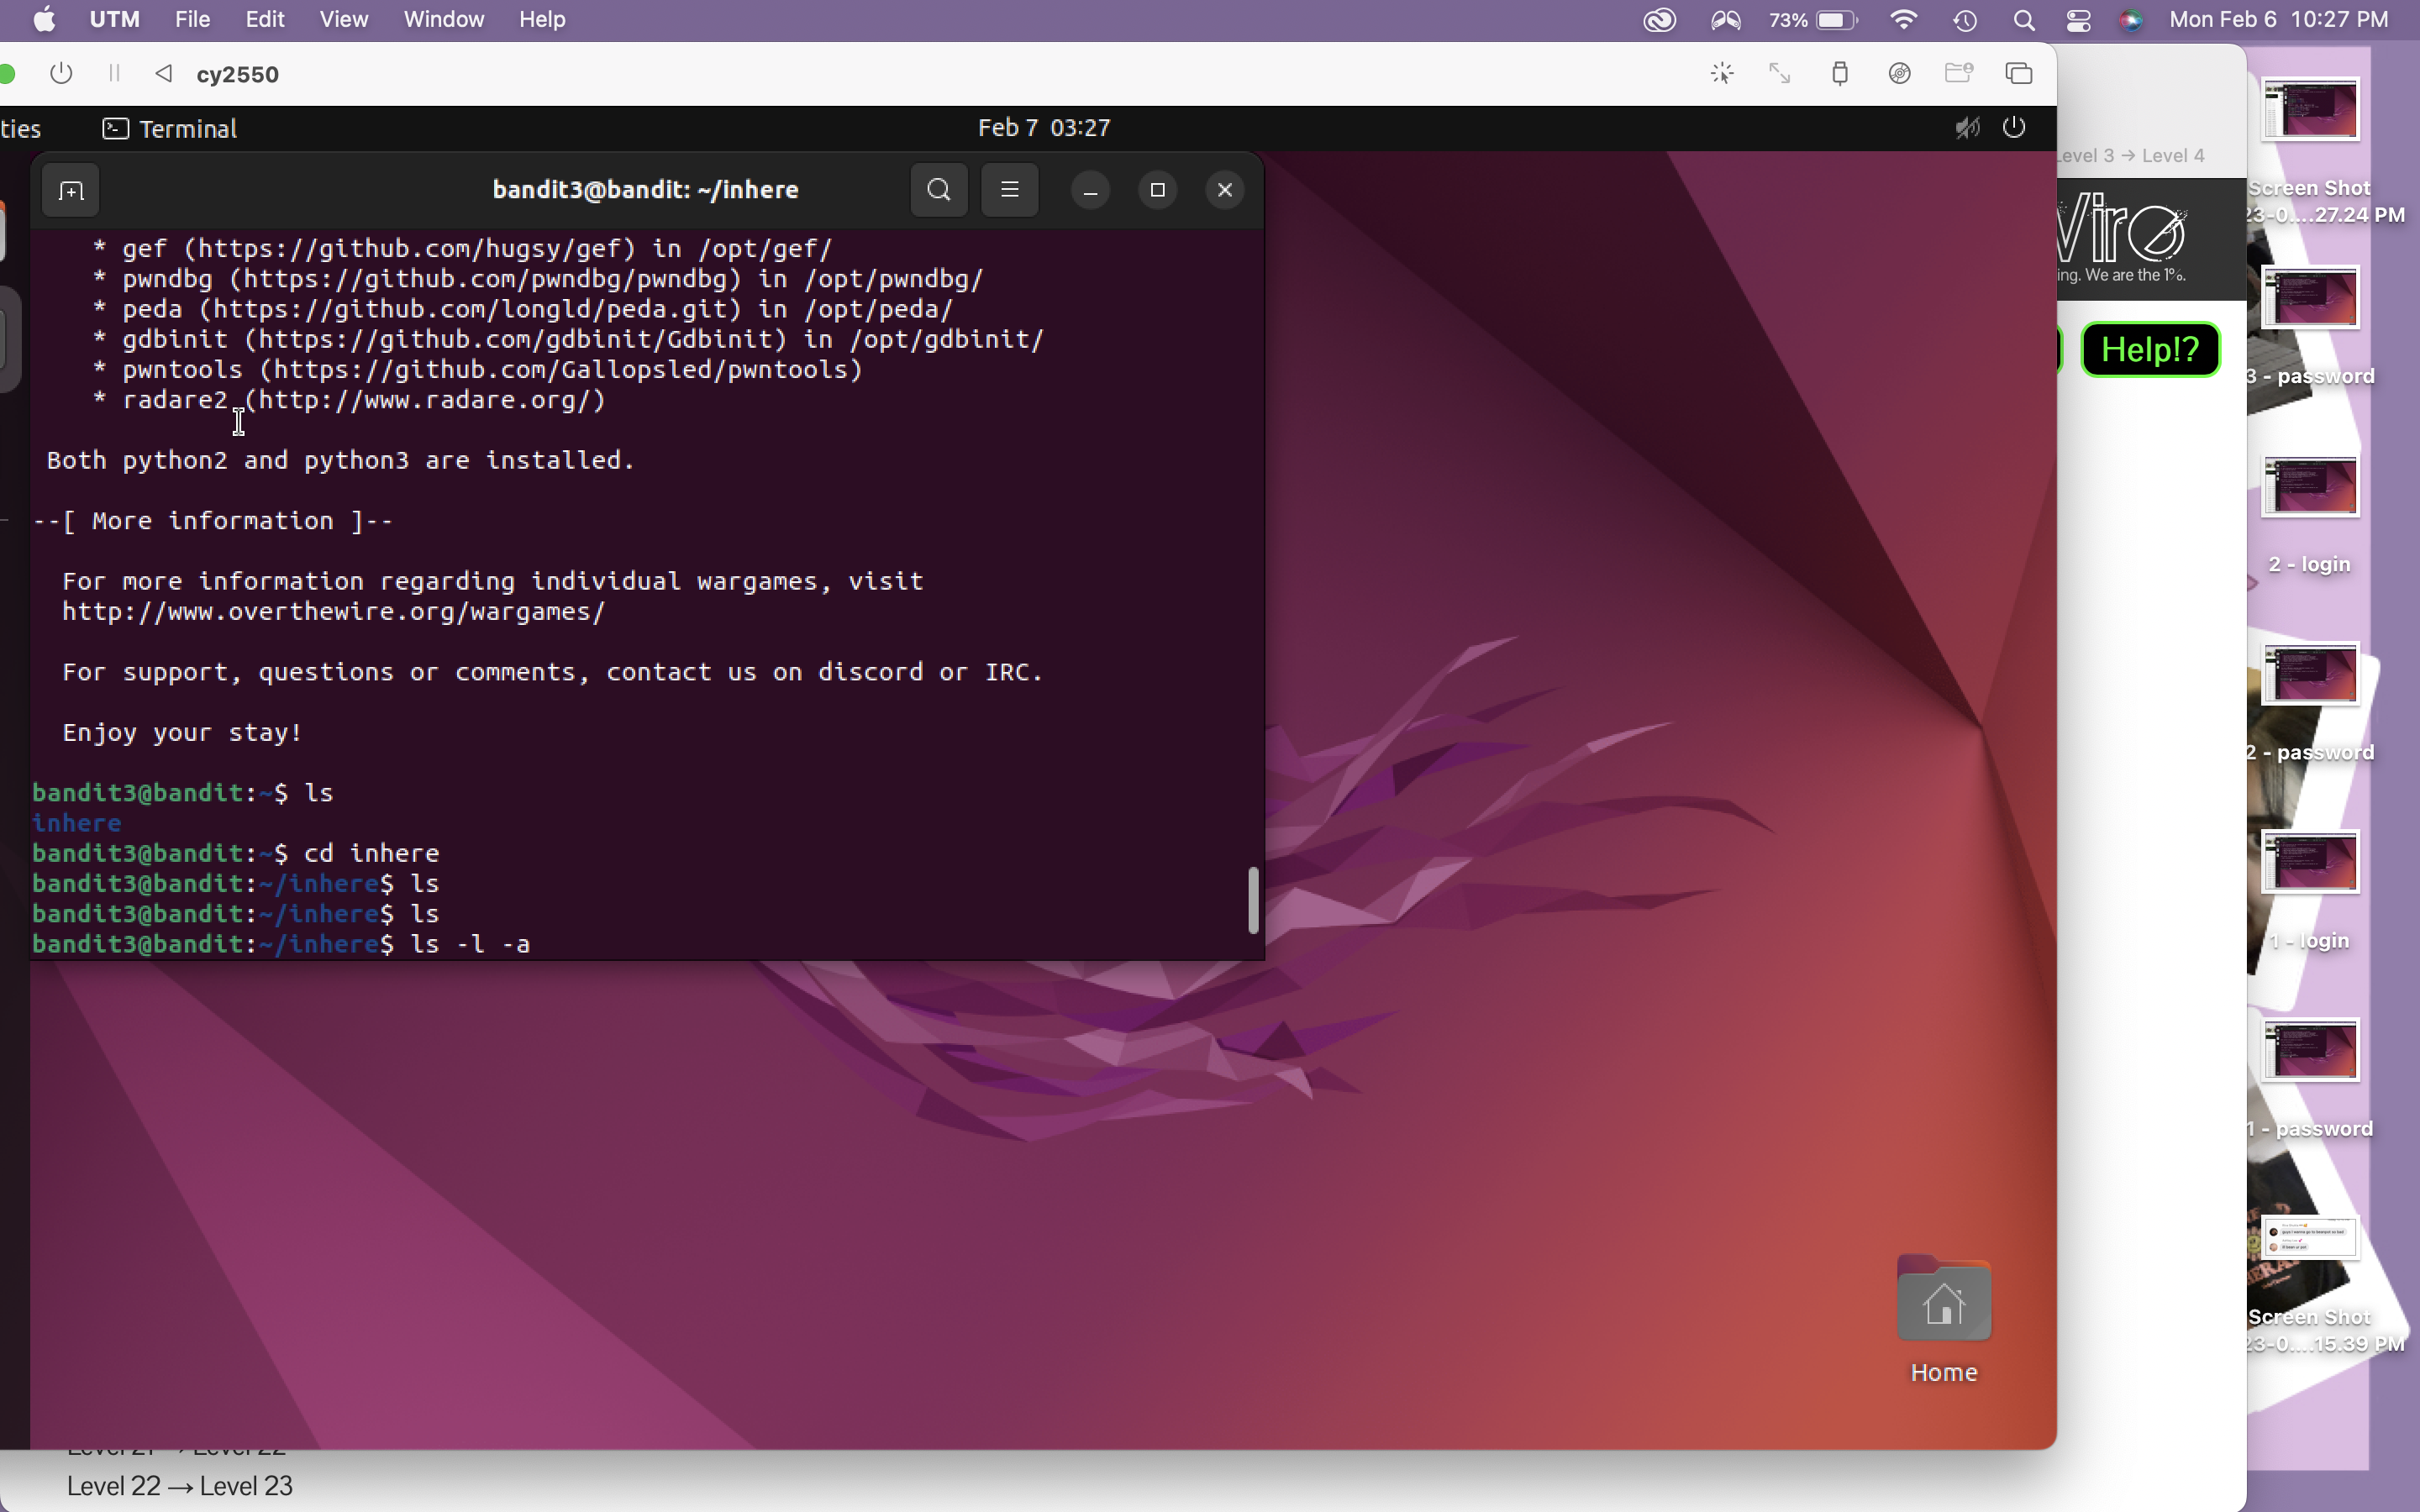 UTM File Edit View Window Help 73% Mon Feb 6 10:27 PM
cy2550
ties Terminal Feb 7 03:27
bandit3@bandit: ~/inhere
* gef (https://github.com/hugsy/gef) in /opt/gef/
* pwndbg (https://github.com/pwndbg/pwndbg) in /opt/pwndbg/
* peda (https://github.com/longld/peda.git) in /opt/peda/
* gdbinit (https://github.com/gdbinit/Gdbinit) in /opt/gdbinit/
* pwntools (https://github.com/Gallopsled/pwntools)
* radare2 (http://www.radare.org/)
Both python2 and python3 are installed.
--[ More information ]--
For more information regarding individual wargames, visit
http://www.overthewire.org/wargames/
For support, questions or comments, contact us on discord or IRC.
Enjoy your stay!
bandit3@bandit:~$ ls
inhere
bandit3@bandit:~$ cd inhere
bandit3@bandit:~/inhere$ ls
bandit3@bandit:~/inhere$ ls
bandit3@bandit:~/inhere$ ls -l -a
Home
Level 21 → Level 22
Level 22 → Level 23
Level 3 → Level 4
Wire
ing. We are the 1%.
Help!?
Screen Shot
23-0....27.24 PM
3 - password
2 - login
2 - password
1 - login
1 - password
Screen Shot
23-0....15.39 PM